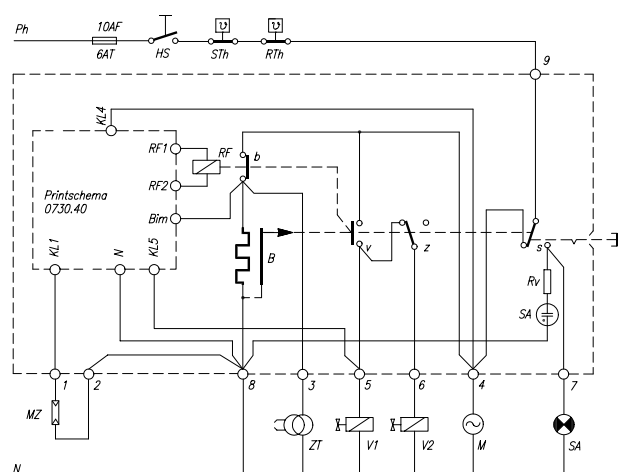 Ph
10AF
6AT
HS
STh
RTh
9
KL4
RF1
RF
b
RF2
Printschema
0730.40
Bim
KL1
N
KL5
B
v
z
s
Rv
SA
1
2
8
3
5
6
4
7
MZ
ZT
V1
V2
M
SA
N